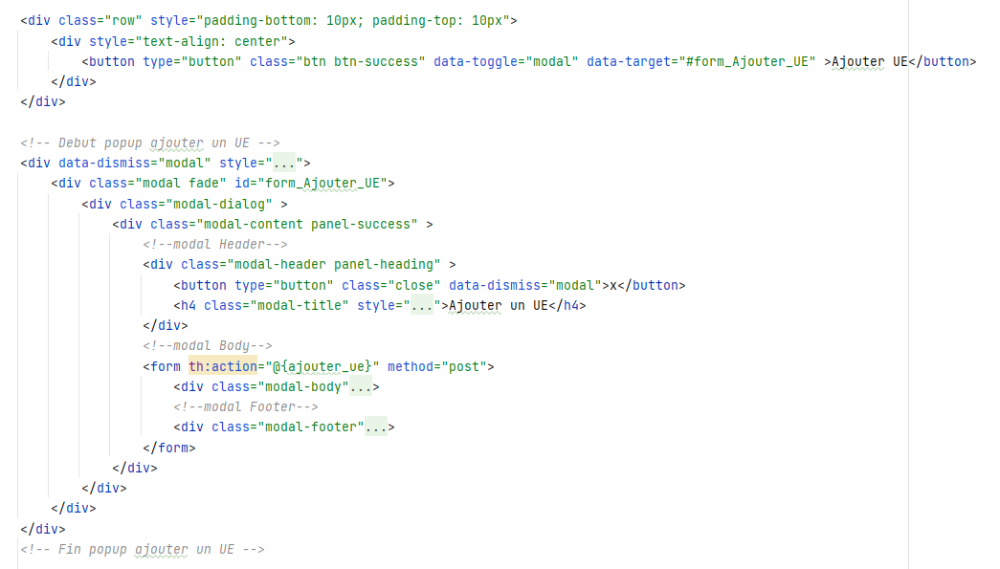 <div class="row" style="padding-bottom: 10px; padding-top: 10px">
<div style="text-align: center">
<button type="button" class="btn btn-success" data-toggle="modal" data-target="#form_Ajouter_UE" >Ajouter UE</button>
</div>
</div>
<!-- Debut popup ajouter un UE -->
<div data-dismiss="modal" style="...">
<div class="modal fade" id="form_Ajouter_UE">
<div class="modal-dialog" >
<div class="modal-content panel-success" >
<!--modal Header-->
<div class="modal-header panel-heading" >
<button type="button" class="close" data-dismiss="modal">x</button>
<h4 class="modal-title" style="...">Ajouter un UE</h4>
</div>
<!--modal Body-->
<form th:action="@{ajouter_ue}" method="post">
<div class="modal-body"...>
<!--modal Footer-->
<div class="modal-footer"...>
</form>
</div>
</div>
</div>
</div>
<!-- Fin popup ajouter un UE -->